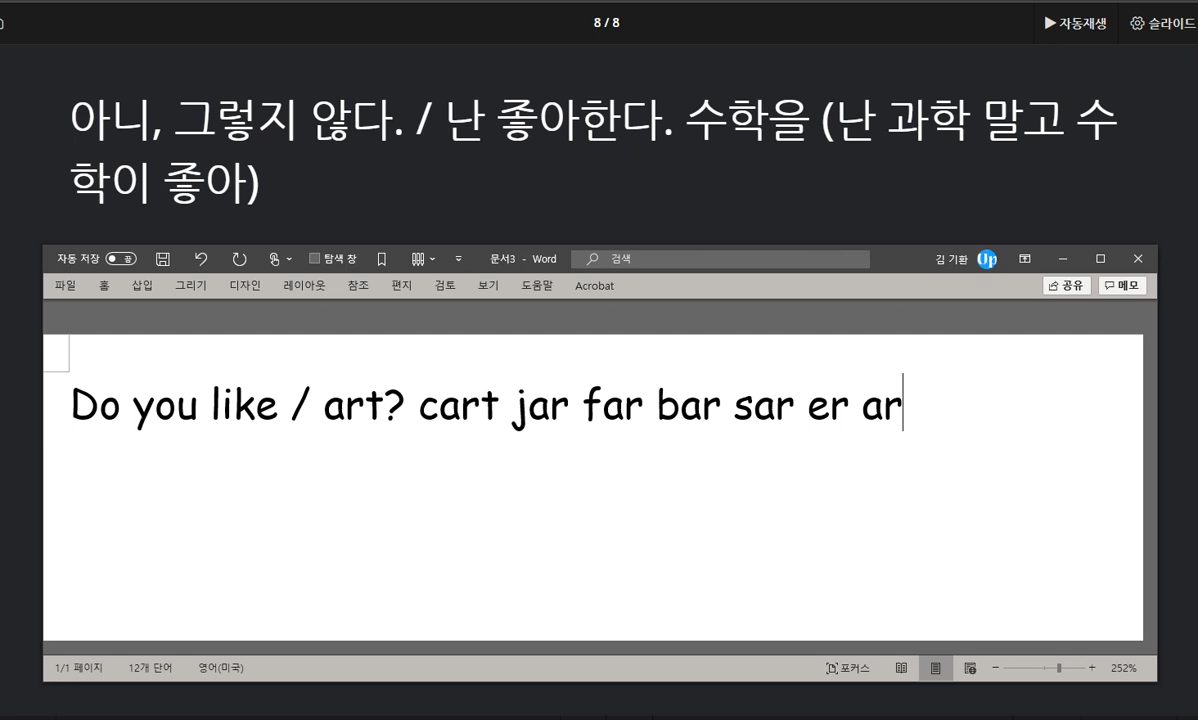 8 / 8
자동재생
슬라이드
아니, 그렇지 않다. / 난 좋아한다. 수학을 (난 과학 말고 수
학이 좋아)
자동 저장 끔 탐색 창 문서3 - Word 검색 김 기환 Up
파일 홈 삽입 그리기 디자인 레이아웃 참조 편지 검토 보기 도움말 Acrobat 공유 메모
Do you like / art? cart jar far bar sar er ar
1/1 페이지 12개 단어 영어(미국) 포커스 252%